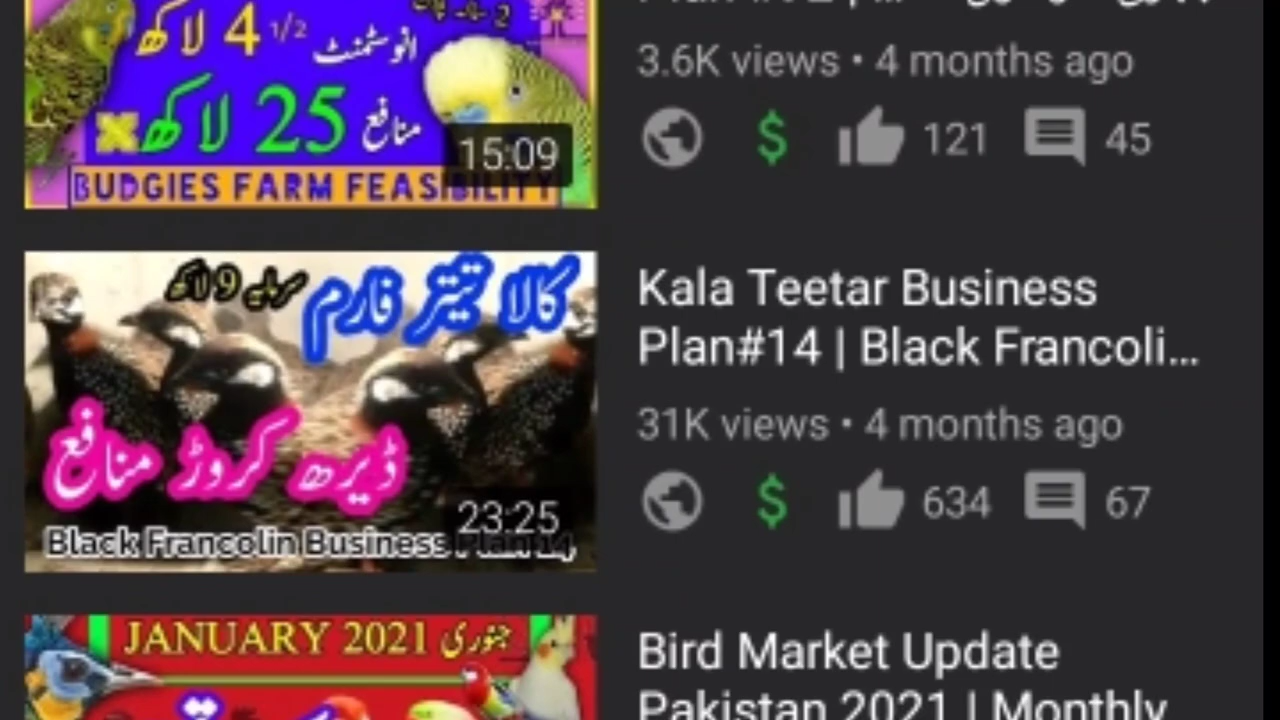 4 1/2 لاکھ انوسٹمنٹ
25 لاکھ منافع
15:09
BUDGIES FARM FEASIBILITY
3.6K views • 4 months ago
$ 121 45
کالا تیتر فارم
سرمایہ 9 لاکھ
ڈیڑھ کروڑ منافع
23:25
Black Francolin Business Plan 14
Kala Teetar Business
Plan#14 | Black Francoli...
31K views • 4 months ago
$ 634 67
JANUARY 2021 جنوری
Bird Market Update
Pakistan 2021 | Monthly